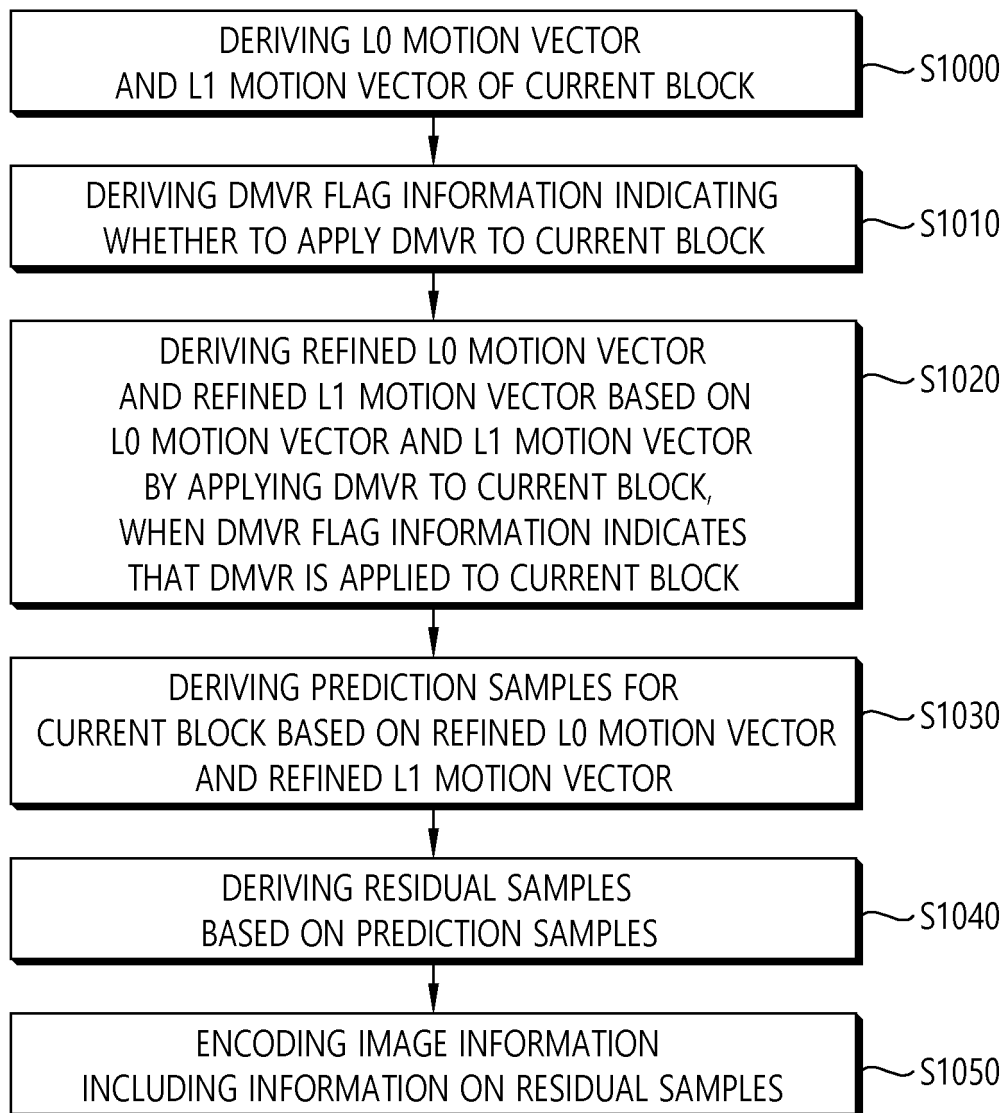 DERIVING L0 MOTION VECTOR
AND L1 MOTION VECTOR OF CURRENT BLOCK
S1000
DERIVING DMVR FLAG INFORMATION INDICATING
WHETHER TO APPLY DMVR TO CURRENT BLOCK
S1010
DERIVING REFINED L0 MOTION VECTOR
AND REFINED L1 MOTION VECTOR BASED ON
L0 MOTION VECTOR AND L1 MOTION VECTOR
BY APPLYING DMVR TO CURRENT BLOCK,
WHEN DMVR FLAG INFORMATION INDICATES
THAT DMVR IS APPLIED TO CURRENT BLOCK
S1020
DERIVING PREDICTION SAMPLES FOR
CURRENT BLOCK BASED ON REFINED L0 MOTION VECTOR
AND REFINED L1 MOTION VECTOR
S1030
DERIVING RESIDUAL SAMPLES
BASED ON PREDICTION SAMPLES
S1040
ENCODING IMAGE INFORMATION
INCLUDING INFORMATION ON RESIDUAL SAMPLES
S1050